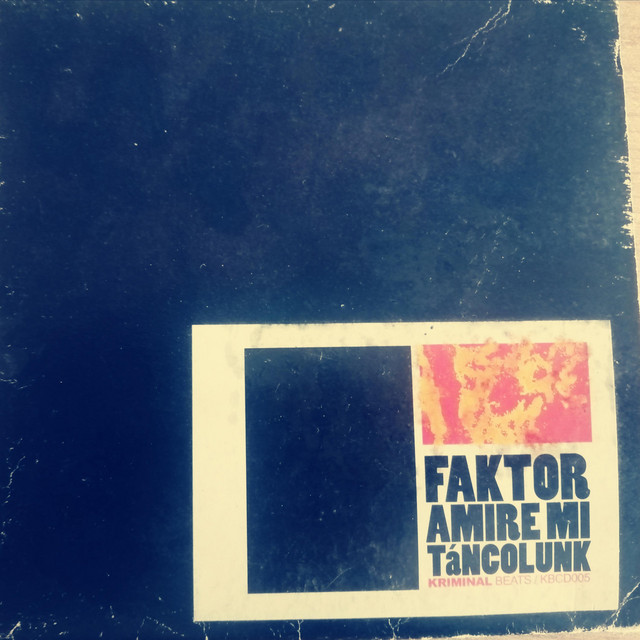 FAKTOR
AMIRE MI
TáNCOLUNK
KRIMINAL BEATS / KBCD005